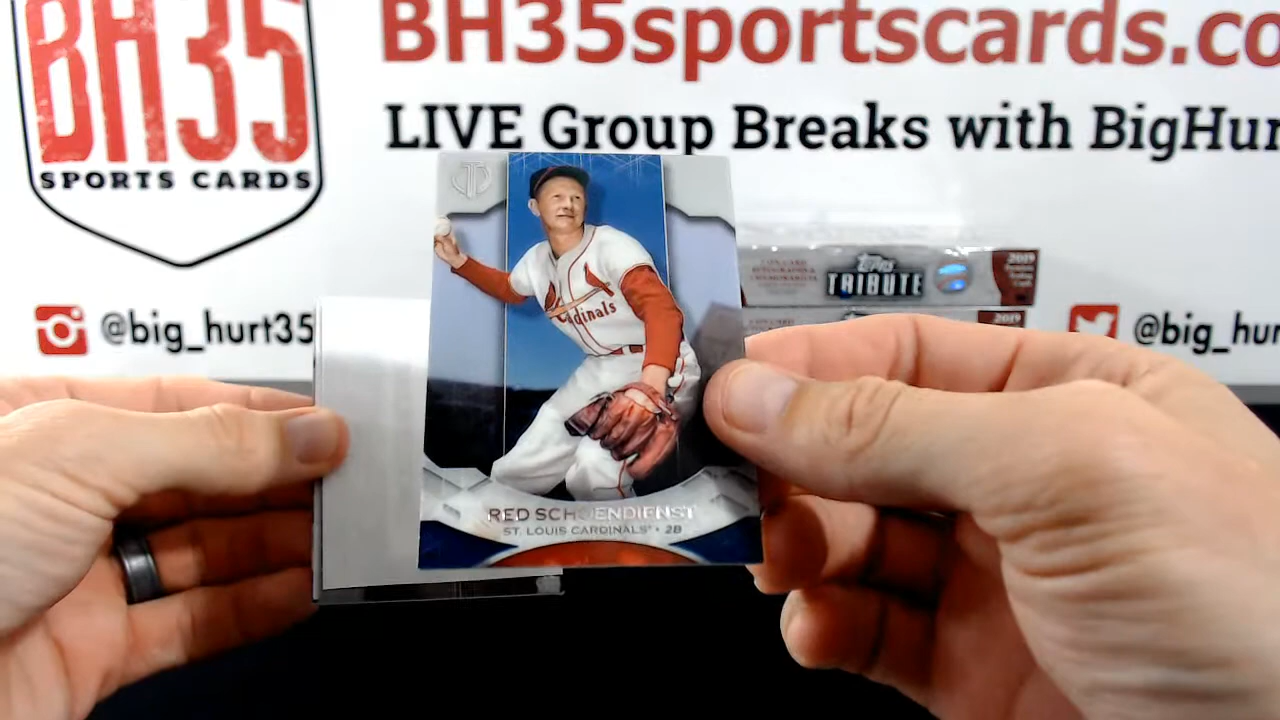 BH35
SPORTS CARDS
BH35sportscards.co
LIVE Group Breaks with BigHur
@big_hurt35
@big_hur
topps
TRIBUTE
2019
2019
Cardinals
RED SCHOENDIENST
ST. LOUIS CARDINALS • 2B